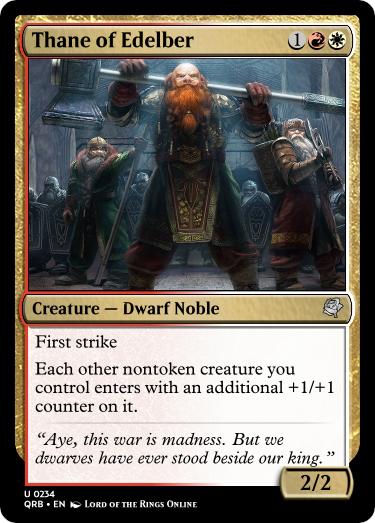 Thane of Edelber 1
Creature — Dwarf Noble
First strike
Each other nontoken creature you
control enters with an additional +1/+1
counter on it.
“Aye, this war is madness. But we
dwarves have ever stood beside our king.”
2/2
U 0234
QRB • EN Lord of the Rings Online